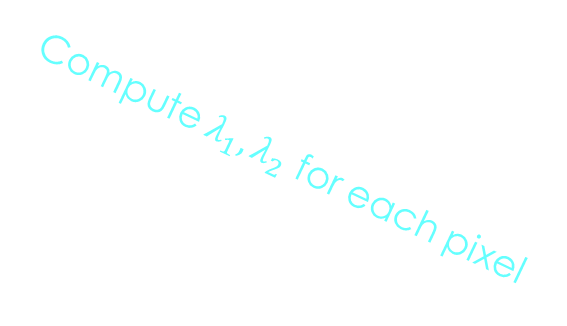 Compute λ₁, λ₂ for each pixel